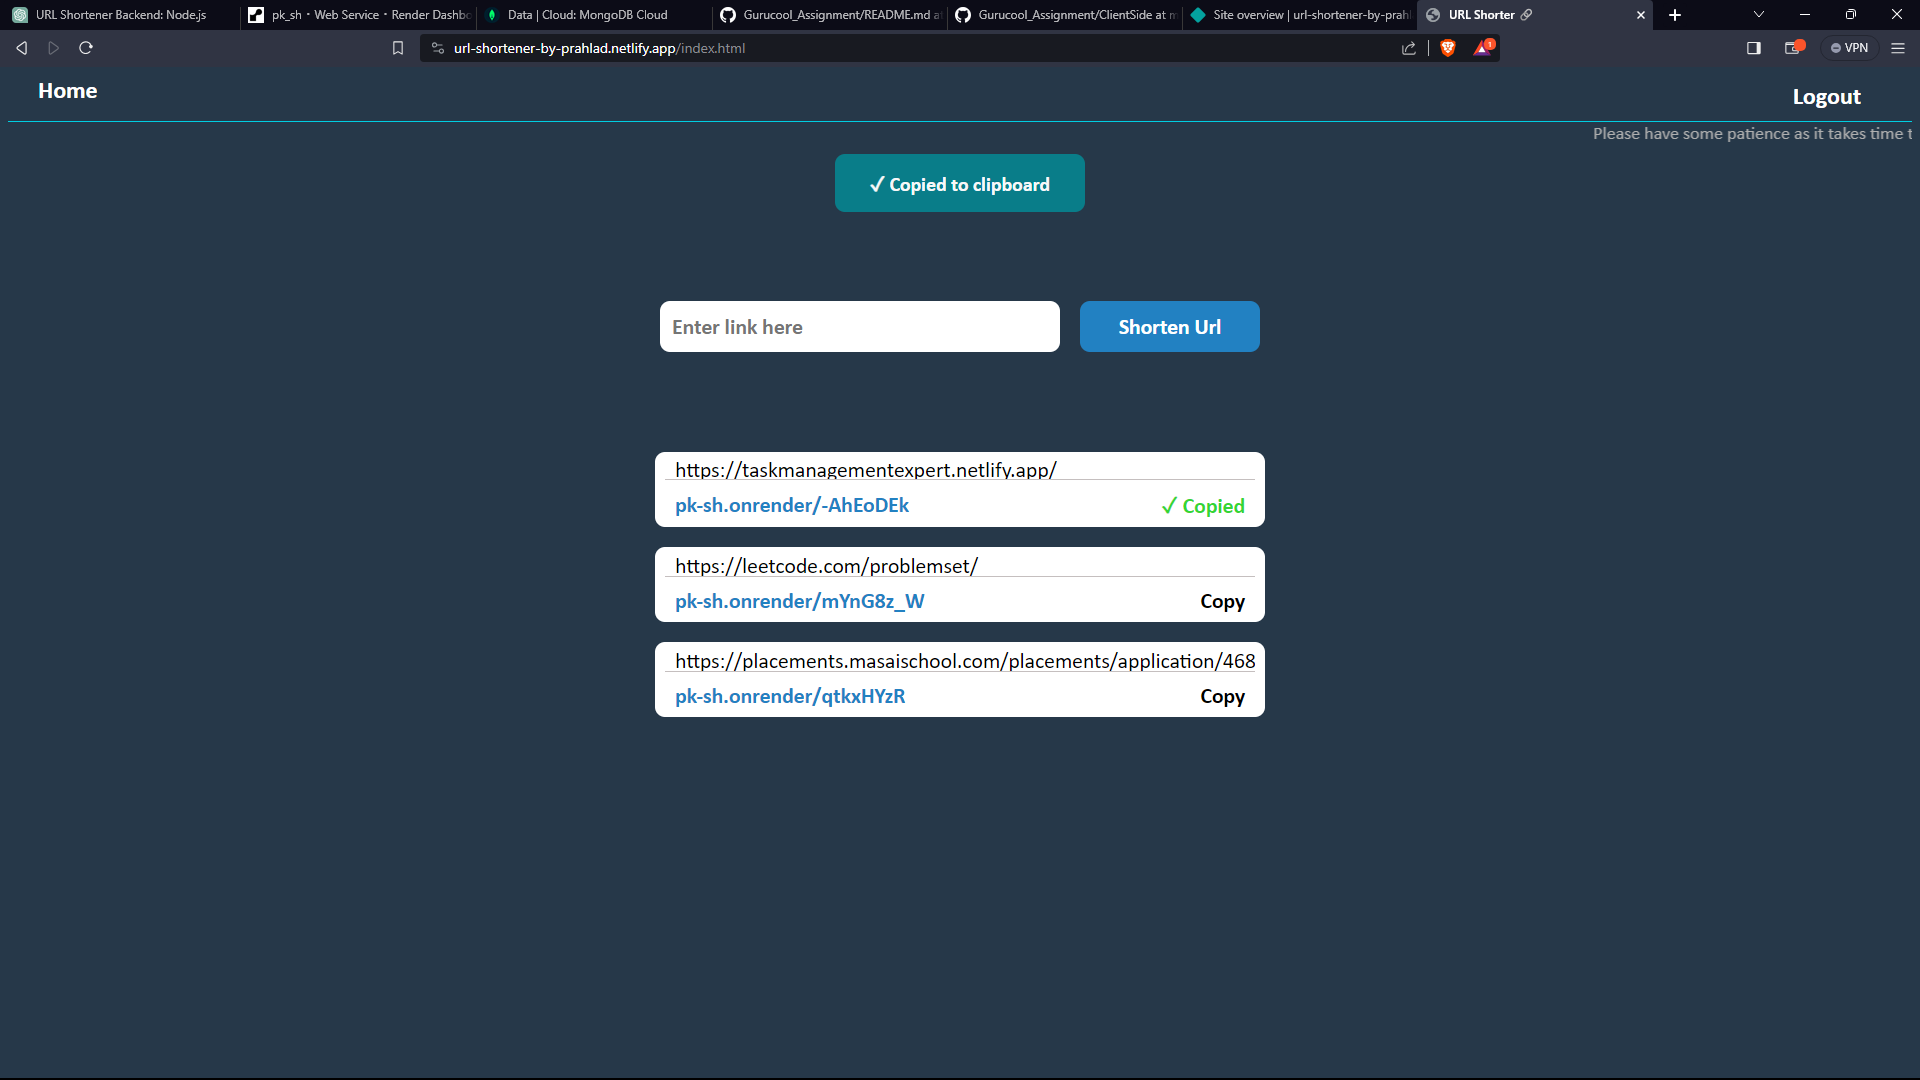 URL Shortener Backend: Node.js
pk_sh · Web Service · Render Dashbo
Data | Cloud: MongoDB Cloud
Gurucool_Assignment/README.md at
Gurucool_Assignment/ClientSide at m
Site overview | url-shortener-by-prahl
URL Shorter
url-shortener-by-prahlad.netlify.app/index.html
1
VPN
Home
Logout
Please have some patience as it takes time t
✓ Copied to clipboard
Enter link here
Shorten Url
https://taskmanagementexpert.netlify.app/
pk-sh.onrender/-AhEoDEk
✓ Copied
https://leetcode.com/problemset/
pk-sh.onrender/mYnG8z_W
Copy
https://placements.masaischool.com/placements/application/468
pk-sh.onrender/qtkxHYzR
Copy